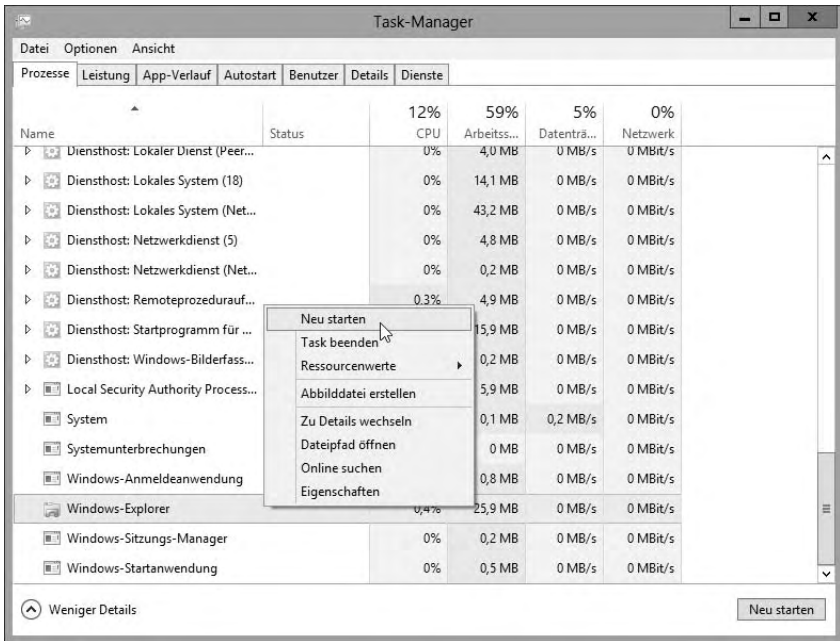 Task-Manager
Datei Optionen Ansicht
Prozesse Leistung App-Verlauf Autostart Benutzer Details Dienste
12% 59% 5% 0%
Name Status CPU Arbeitss... Datenträ... Netzwerk
Diensthost: Lokaler Dienst (Peer... 0% 4,0 MB 0 MB/s 0 MBit/s
Diensthost: Lokales System (18) 0% 14,1 MB 0 MB/s 0 MBit/s
Diensthost: Lokales System (Net... 0% 43,2 MB 0 MB/s 0 MBit/s
Diensthost: Netzwerkdienst (5) 0% 4,8 MB 0 MB/s 0 MBit/s
Diensthost: Netzwerkdienst (Net... 0% 0,2 MB 0 MB/s 0 MBit/s
Diensthost: Remoteprozedurauf... 0,3% 4,9 MB 0 MB/s 0 MBit/s
Neu starten
Diensthost: Startprogramm für ... 15,9 MB 0 MB/s 0 MBit/s
Task beenden
Diensthost: Windows-Bilderfass... 0,2 MB 0 MB/s 0 MBit/s
Ressourcenwerte
Local Security Authority Process... 5,9 MB 0 MB/s 0 MBit/s
Abbilddatei erstellen
System 0,1 MB 0,2 MB/s 0 MBit/s
Zu Details wechseln
Systemunterbrechungen 0 MB 0 MB/s 0 MBit/s
Dateipfad öffnen
Online suchen
Windows-Anmeldeanwendung 0,8 MB 0 MB/s 0 MBit/s
Eigenschaften
Windows-Explorer 0,4% 25,9 MB 0 MB/s 0 MBit/s
Windows-Sitzungs-Manager 0% 0,2 MB 0 MB/s 0 MBit/s
Windows-Startanwendung 0% 0,5 MB 0 MB/s 0 MBit/s
Weniger Details Neu starten